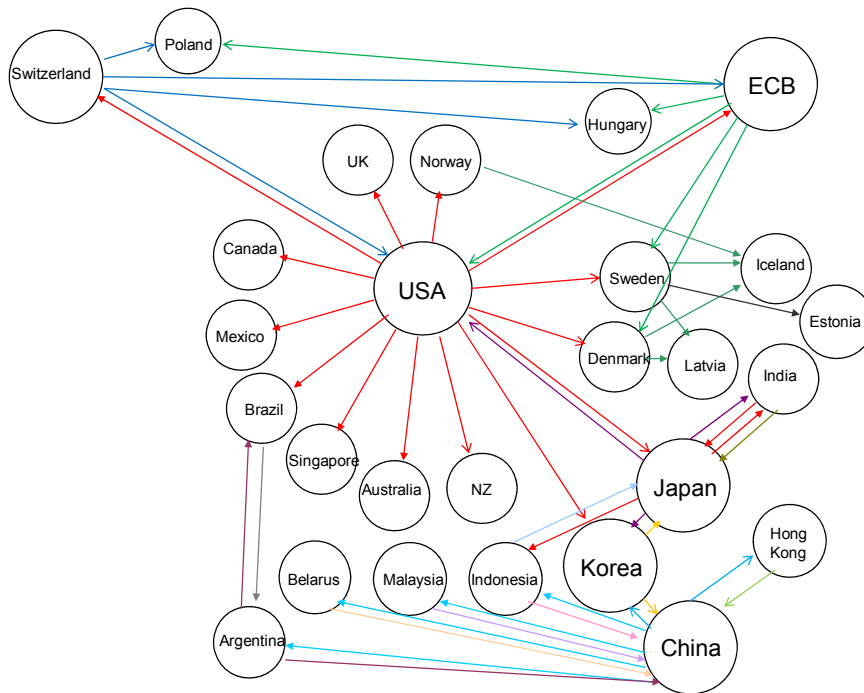 Poland
Switzerland
ECB
Hungary
UK
Norway
Canada
Iceland
Sweden
USA
Estonia
Mexico
Denmark
Latvia
India
Brazil
Singapore
Japan
Australia
NZ
Hong
Kong
Korea
Belarus
Malaysia
Indonesia
Argentina
China